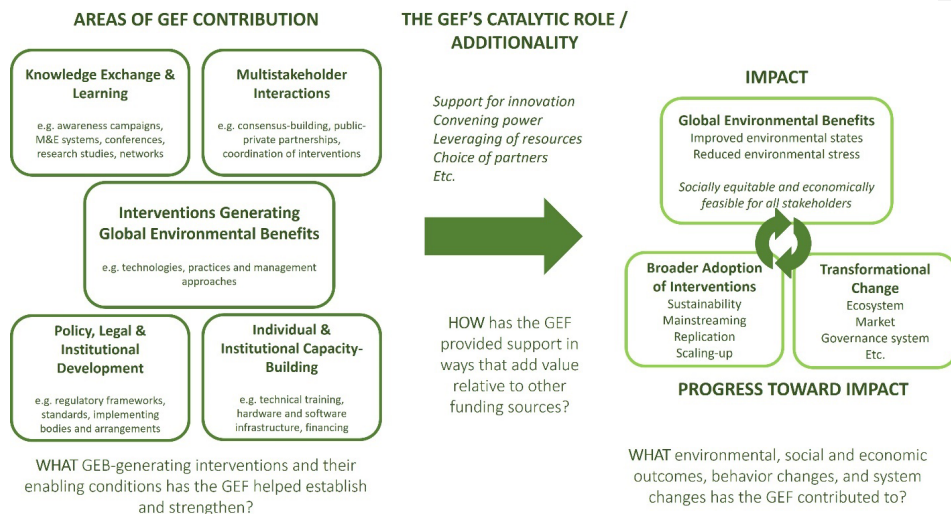 AREAS OF GEF CONTRIBUTION
Knowledge Exchange &
Learning
e.g. awareness campaigns,
M&E systems, conferences,
research studies, networks
Multistakeholder
Interactions
e.g. consensus-building, public-
private partnerships,
coordination of interventions
Interventions Generating
Global Environmental Benefits
e.g. technologies, practices and management
approaches
Policy, Legal &
Institutional
Development
e.g. regulatory frameworks,
standards, implementing
bodies and arrangements
Individual &
Institutional Capacity-
Building
e.g. technical training,
hardware and software
infrastructure, financing
WHAT GEB-generating interventions and their
enabling conditions has the GEF helped establish
and strengthen?
THE GEF'S CATALYTIC ROLE /
ADDITIONALITY
Support for innovation
Convening power
Leveraging of resources
Choice of partners
Etc.
HOW has the GEF
provided support in
ways that add value
relative to other
funding sources?
IMPACT
Global Environmental Benefits
Improved environmental states
Reduced environmental stress
Socially equitable and economically
feasible for all stakeholders
Broader Adoption
of Interventions
Sustainability
Mainstreaming
Replication
Scaling-up
Transformational
Change
Ecosystem
Market
Governance system
Etc.
PROGRESS TOWARD IMPACT
WHAT environmental, social and economic
outcomes, behavior changes, and system
changes has the GEF contributed to?